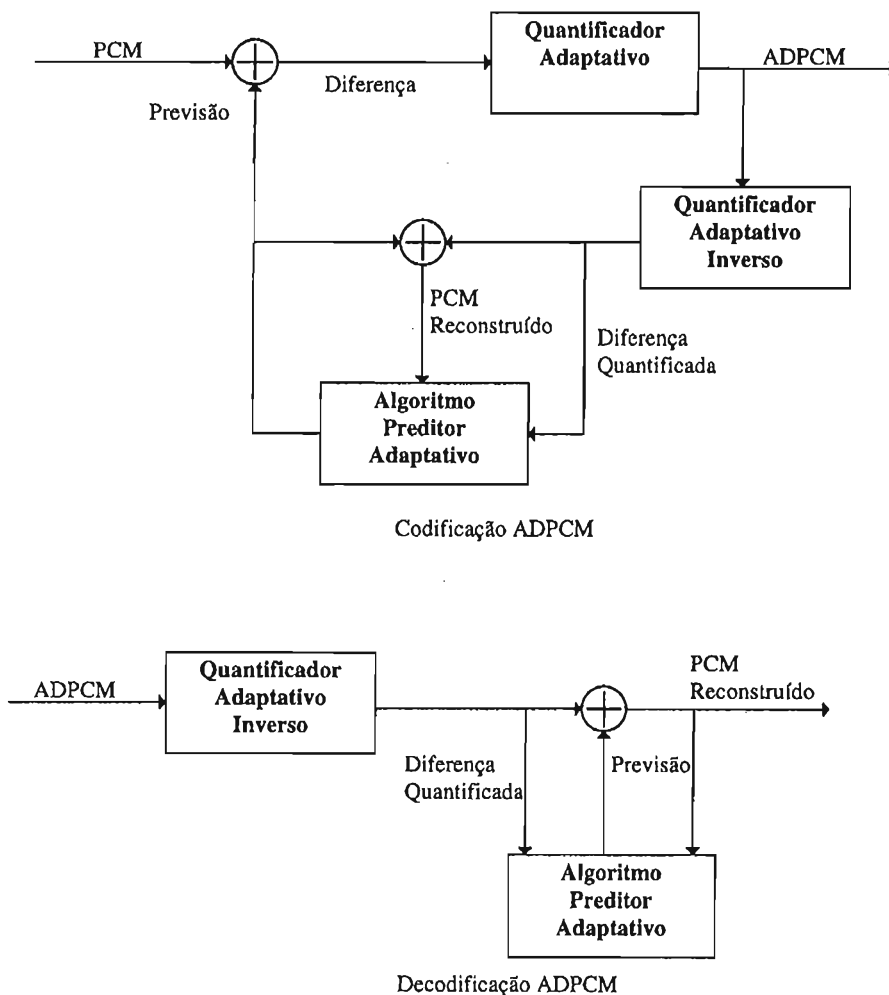 PCM
Diferença
Quantificador
Adaptativo
ADPCM
Previsão
Quantificador
Adaptativo
Inverso
PCM
Reconstruído
Diferença
Quantificada
Algoritmo
Preditor
Adaptativo
Codificação ADPCM
ADPCM
Quantificador
Adaptativo
Inverso
PCM
Reconstruído
Diferença
Quantificada
Previsão
Algoritmo
Preditor
Adaptativo
Decodificação ADPCM